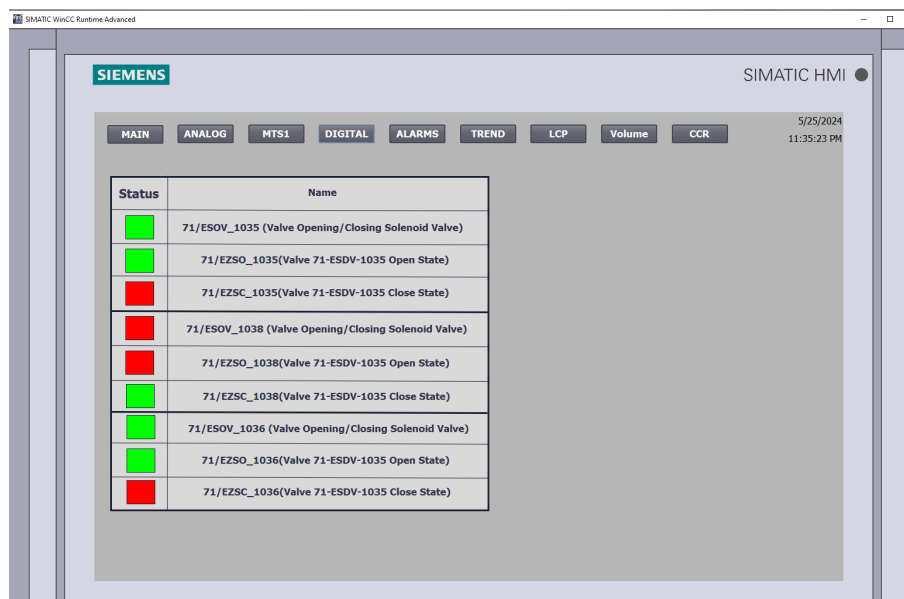 SIMATIC WinCC Runtime Advanced
SIEMENS
SIMATIC HMI
MAIN ANALOG MTS1 DIGITAL ALARMS TREND LCP Volume CCR
5/25/2024
11:35:23 PM
Status Name
71/ESOV_1035 (Valve Opening/Closing Solenoid Valve)
71/EZSO_1035(Valve 71-ESDV-1035 Open State)
71/EZSC_1035(Valve 71-ESDV-1035 Close State)
71/ESOV_1038 (Valve Opening/Closing Solenoid Valve)
71/EZSO_1038(Valve 71-ESDV-1035 Open State)
71/EZSC_1038(Valve 71-ESDV-1035 Close State)
71/ESOV_1036 (Valve Opening/Closing Solenoid Valve)
71/EZSO_1036(Valve 71-ESDV-1035 Open State)
71/EZSC_1036(Valve 71-ESDV-1035 Close State)